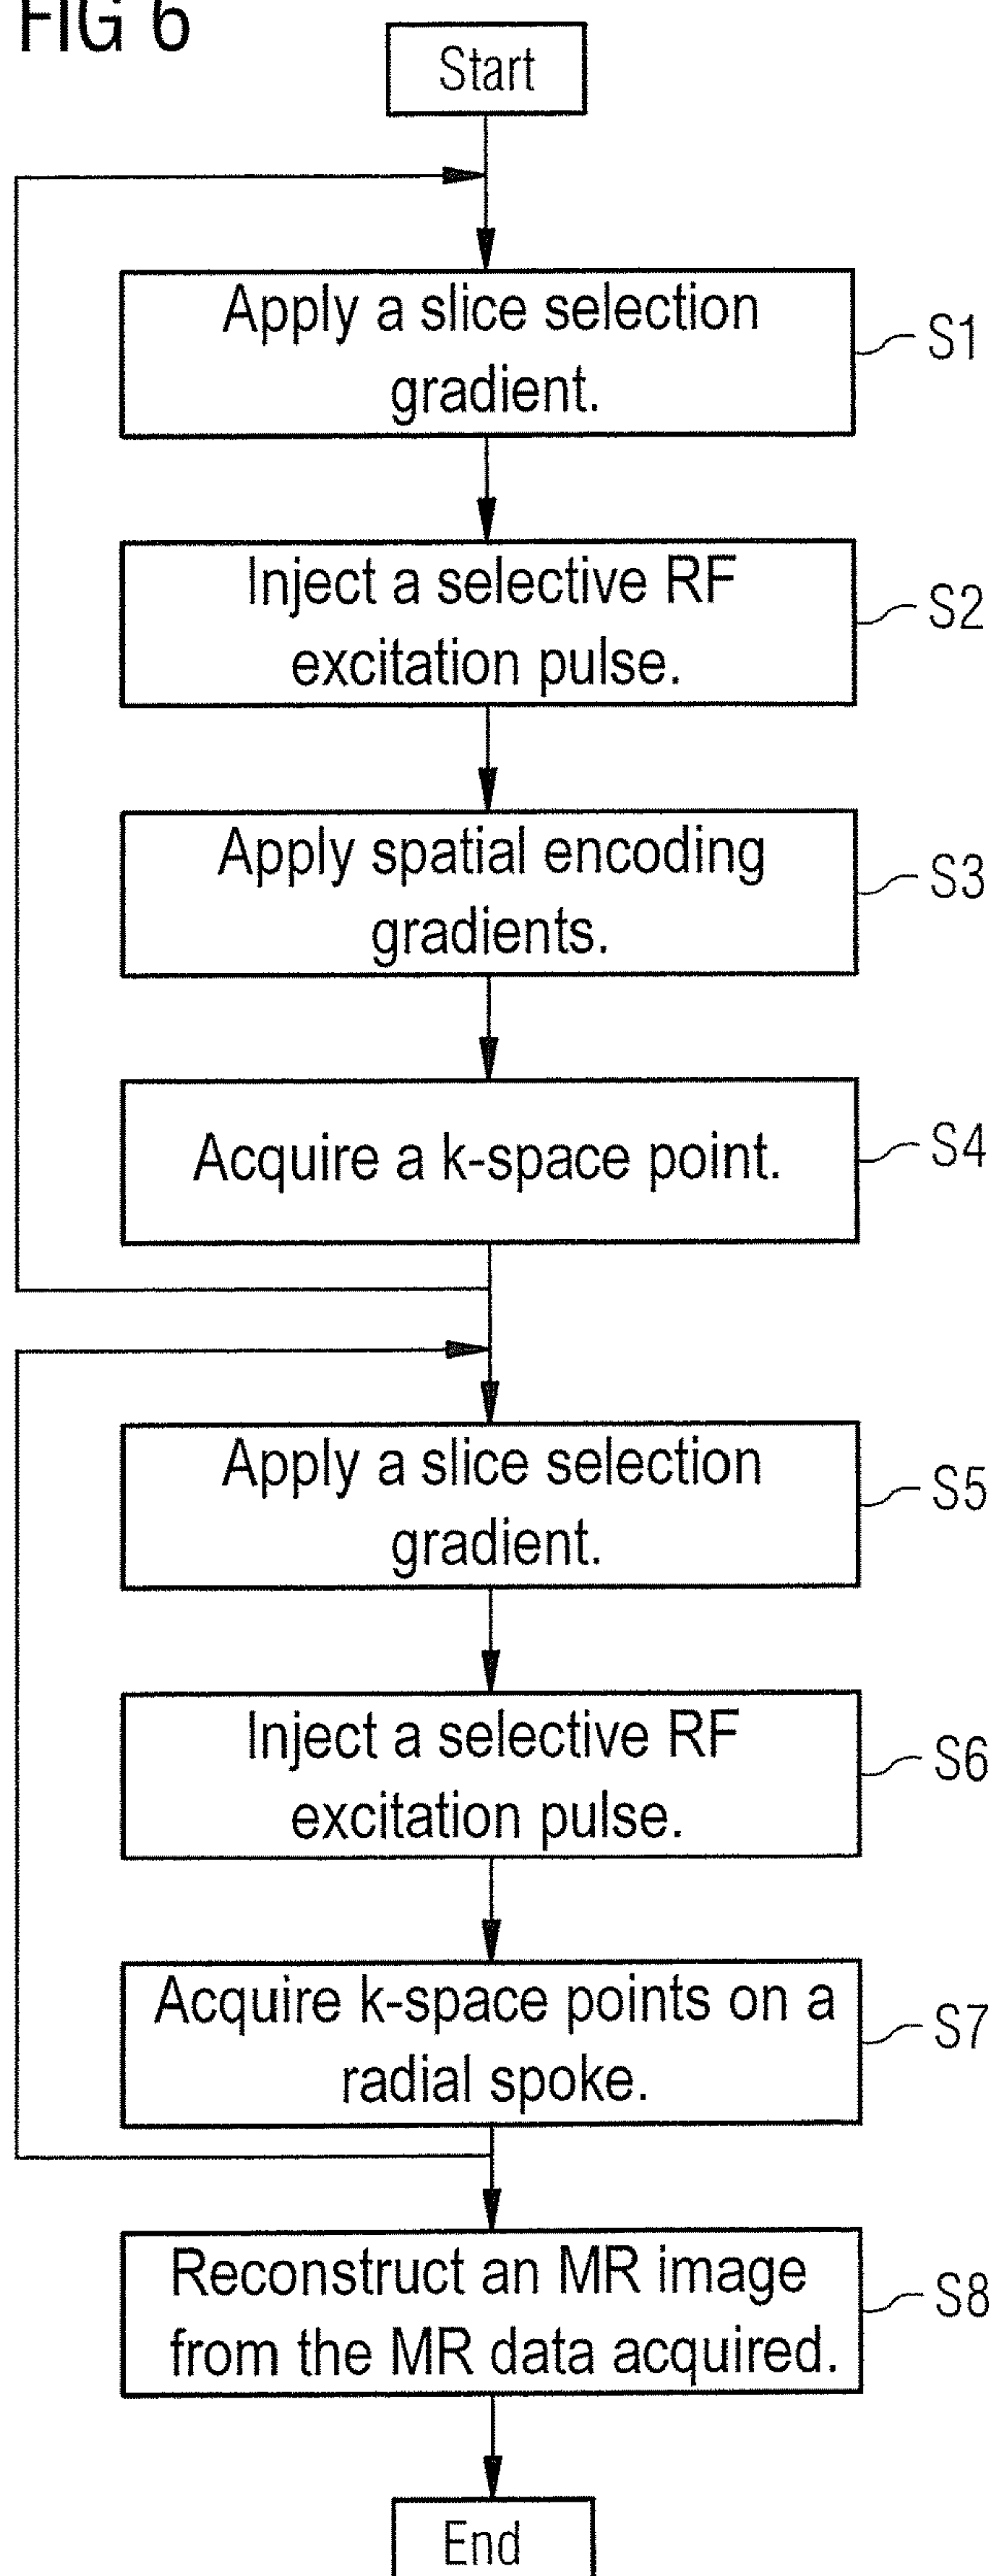 FIG 6
Start
Apply a slice selection
gradient.
S1
Inject a selective RF
excitation pulse.
S2
Apply spatial encoding
gradients.
S3
Acquire a k-space point.
S4
Apply a slice selection
gradient.
S5
Inject a selective RF
excitation pulse.
S6
Acquire k-space points on a
radial spoke.
S7
Reconstruct an MR image
from the MR data acquired.
S8
End